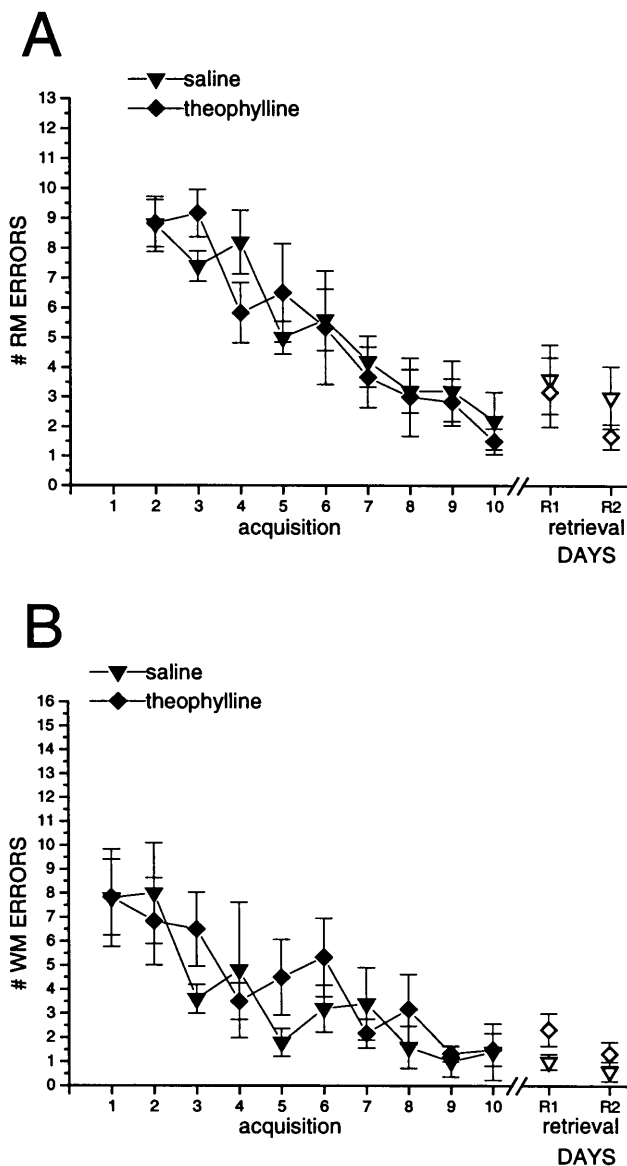 A
saline
theophylline
13
12
11
10
9
8
7
6
5
4
3
2
1
0
# RM ERRORS
1 2 3 4 5 6 7 8 9 10 R1 R2
acquisition retrieval
DAYS
B
saline
theophylline
16
15
14
13
12
11
10
9
8
7
6
5
4
3
2
1
0
# WM ERRORS
1 2 3 4 5 6 7 8 9 10 R1 R2
acquisition retrieval
DAYS